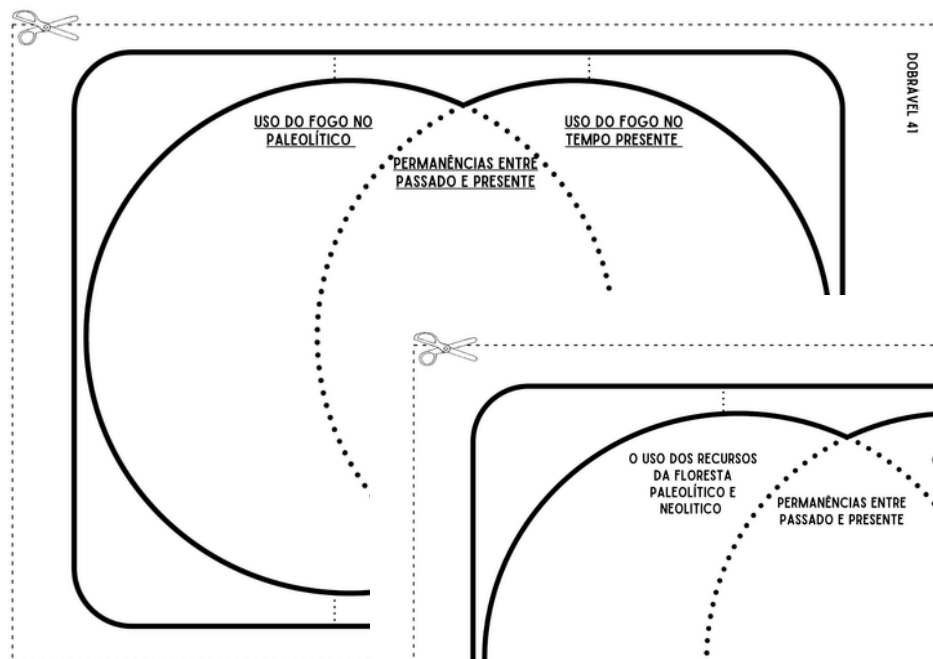 USO DO FOGO NO
PALEOLÍTICO
PERMANÊNCIAS ENTRE
PASSADO E PRESENTE
USO DO FOGO NO
TEMPO PRESENTE
DOBRÁVEL 41
O USO DOS RECURSOS
DA FLORESTA
PALEOLÍTICO E
NEOLITICO
PERMANÊNCIAS ENTRE
PASSADO E PRESENTE